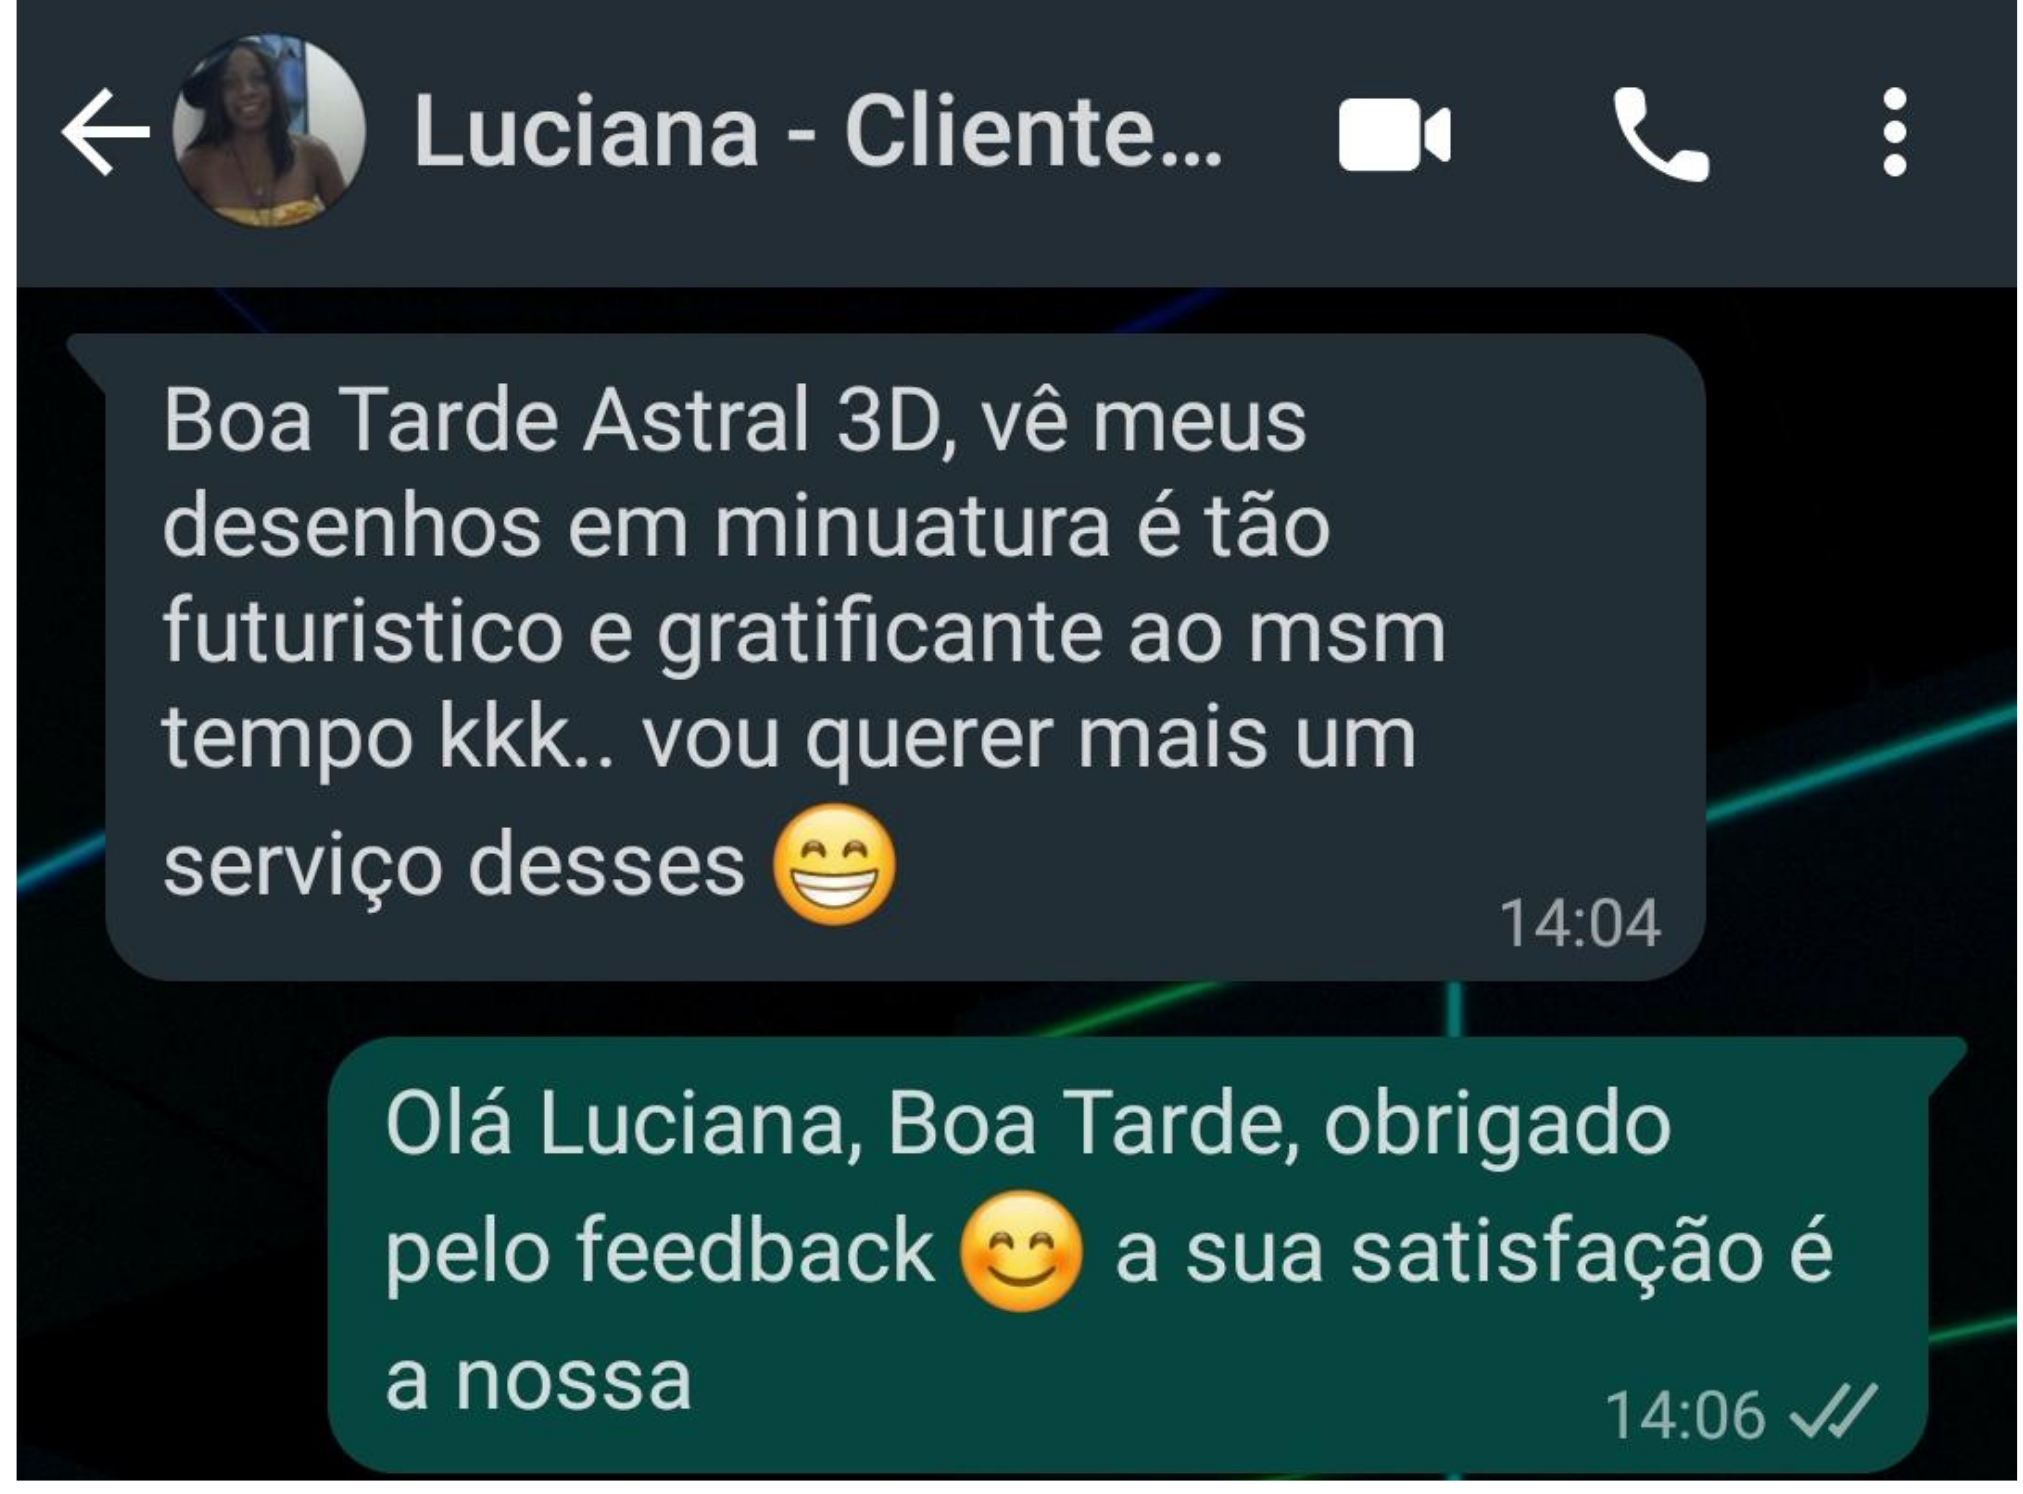 Luciana - Cliente...
Boa Tarde Astral 3D, vê meus
desenhos em minuatura é tão
futuristico e gratificante ao msm
tempo kkk.. vou querer mais um
serviço desses 😁
14:04
Olá Luciana, Boa Tarde, obrigado
pelo feedback 😊 a sua satisfação é
a nossa
14:06